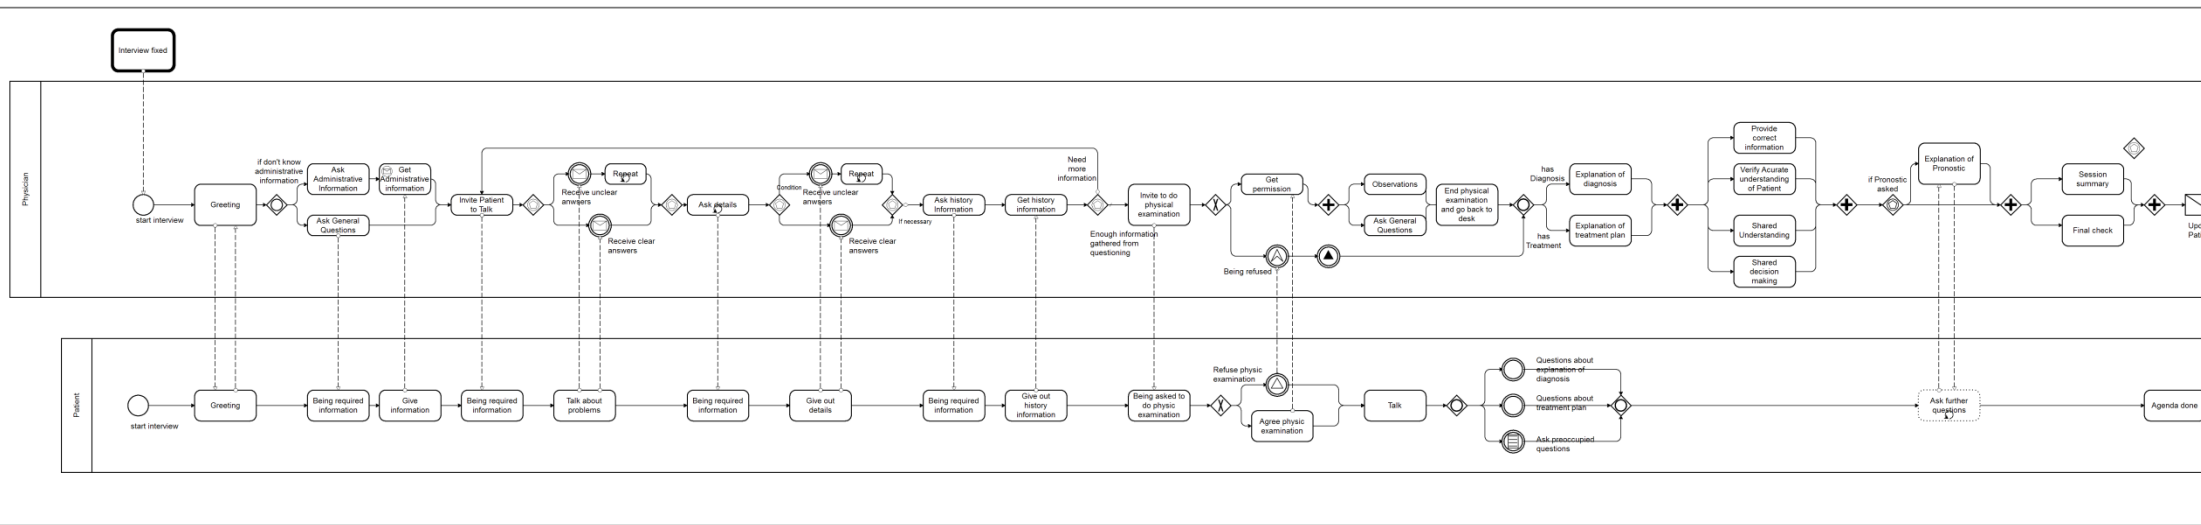 Interview fixed
Physician
start interview
Greeting
if don't know
administrative
information
Ask
Administrative
Information
Get
Administrative
information
Ask General
Questions
Invite Patient
to Talk
Receive unclear
anwsers
Repeat
Receive clear
answers
Ask details
Condition
Receive unclear
anwsers
Repeat
Receive clear
answers
If necessary
Ask history
Information
Get history
information
Need
more
information
Invite to do
physical
examination
Enough information
gathered from
questioning
Get
permission
Being refused
Observations
Ask General
Questions
End physical
examination
and go back to
desk
has
Diagnosis
has
Treatment
Explanation of
diagnosis
Explanation of
treatment plan
Provide
correct
information
Verify Acurate
understanding
of Patient
Shared
Understanding
Shared
decision
making
if Pronostic
asked
Explanation of
Pronostic
Session
summary
Final check
Patient
start interview
Greeting
Being required
information
Give
information
Being required
information
Talk about
problems
Being required
information
Give out
details
Being required
information
Give out
history
information
Being asked to
do physic
examination
Refuse physic
examination
Agree physic
examination
Talk
Questions about
explanation of
diagnosis
Questions about
treatment plan
Ask preoccupied
questions
Ask further
questions
Agenda done